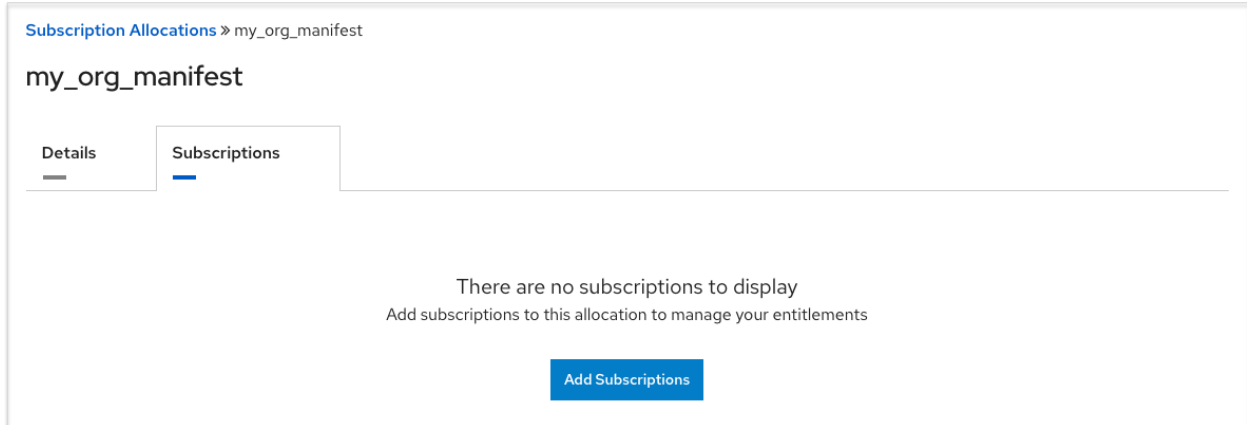 Subscription Allocations » my_org_manifest
my_org_manifest
Details
Subscriptions
There are no subscriptions to display
Add subscriptions to this allocation to manage your entitlements
Add Subscriptions